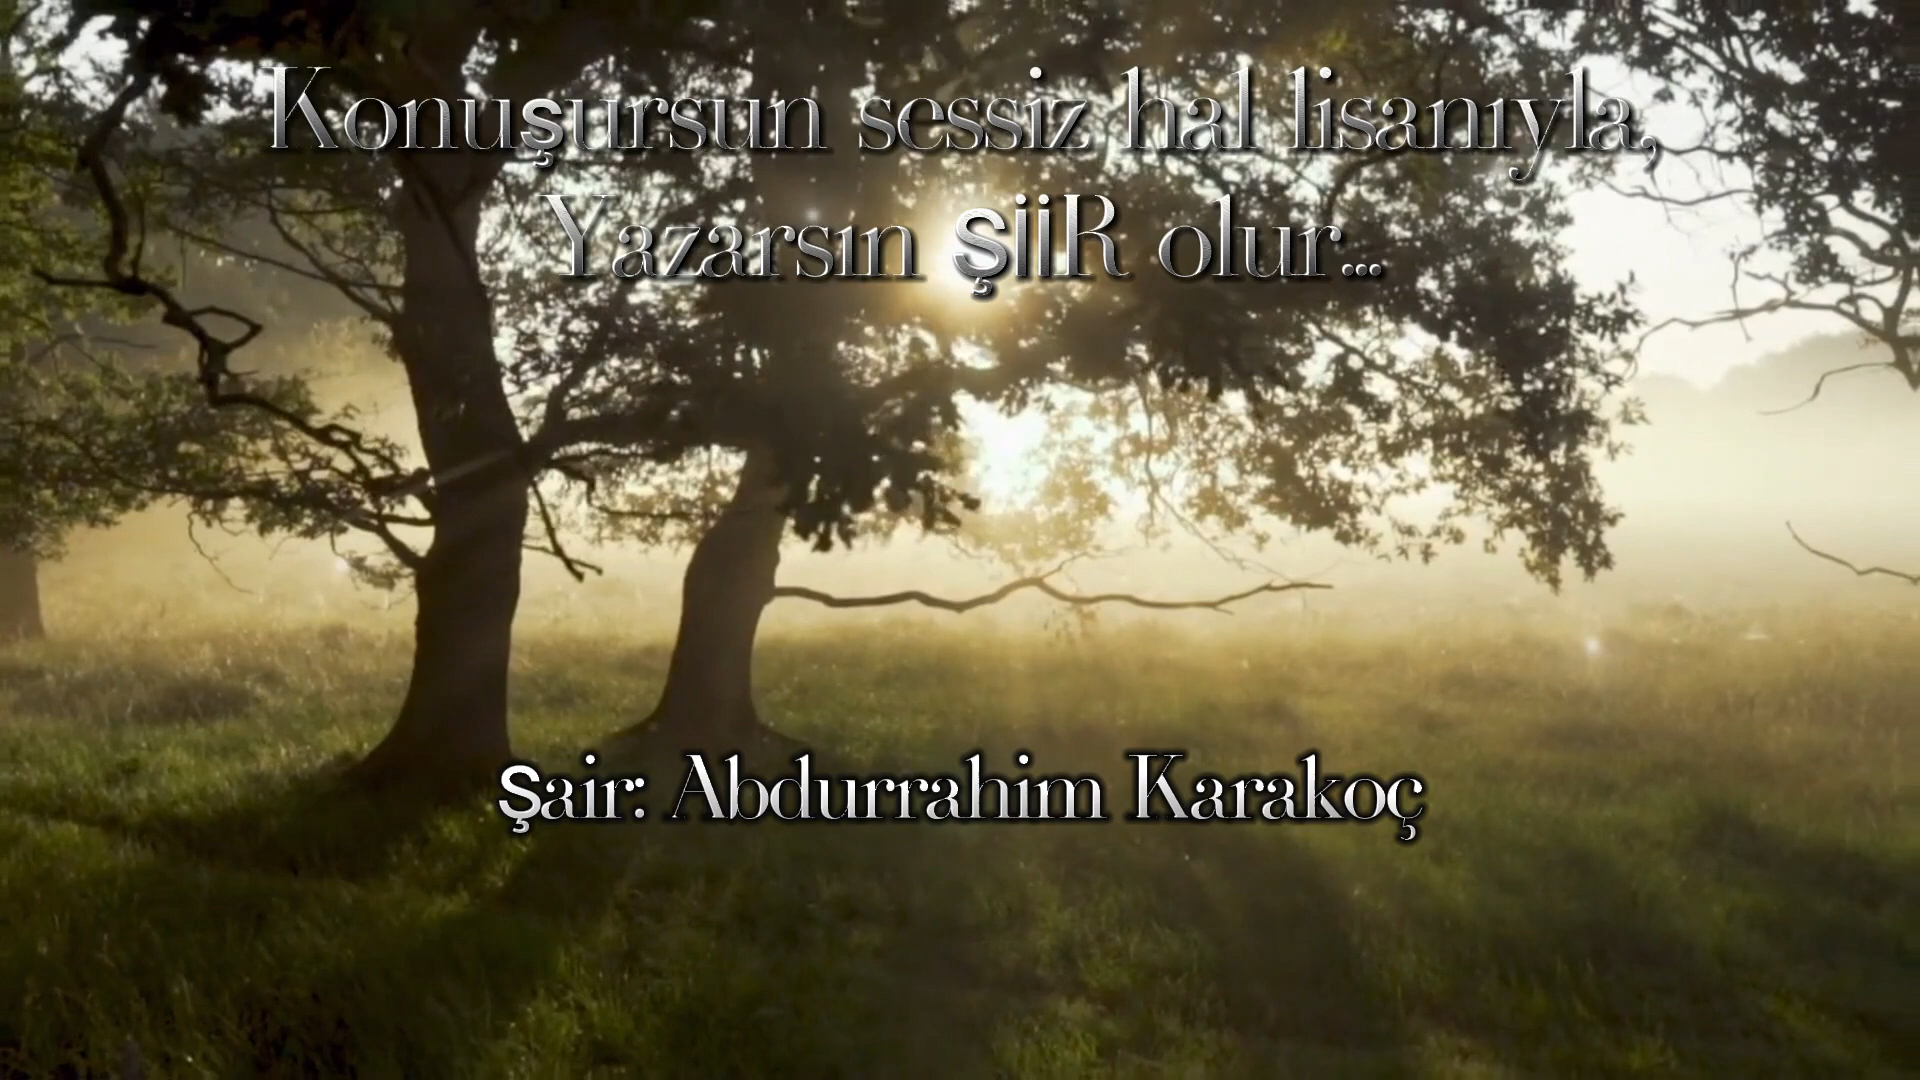 Konuşursun sessiz hal lisanıyla,
Yazarsın şiiR olur...
Şair: Abdurrahim Karakoç